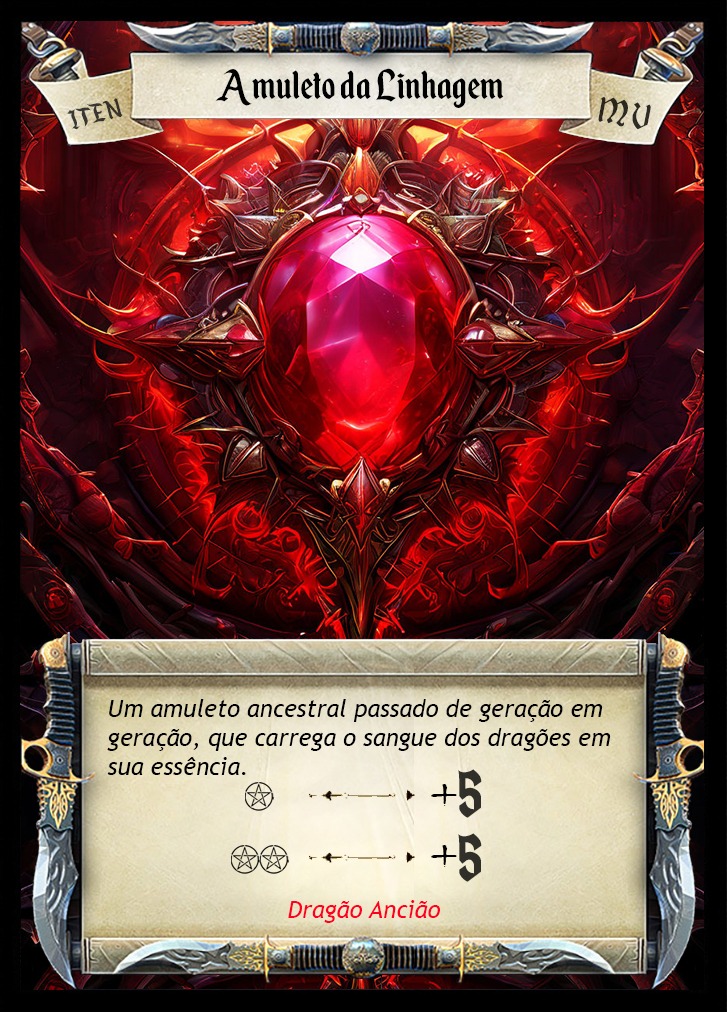 Amuleto da Linhagem
ITEN
MU
Um amuleto ancestral passado de geração em
geração, que carrega o sangue dos dragões em
sua essência.
+5
+5
Dragão Ancião